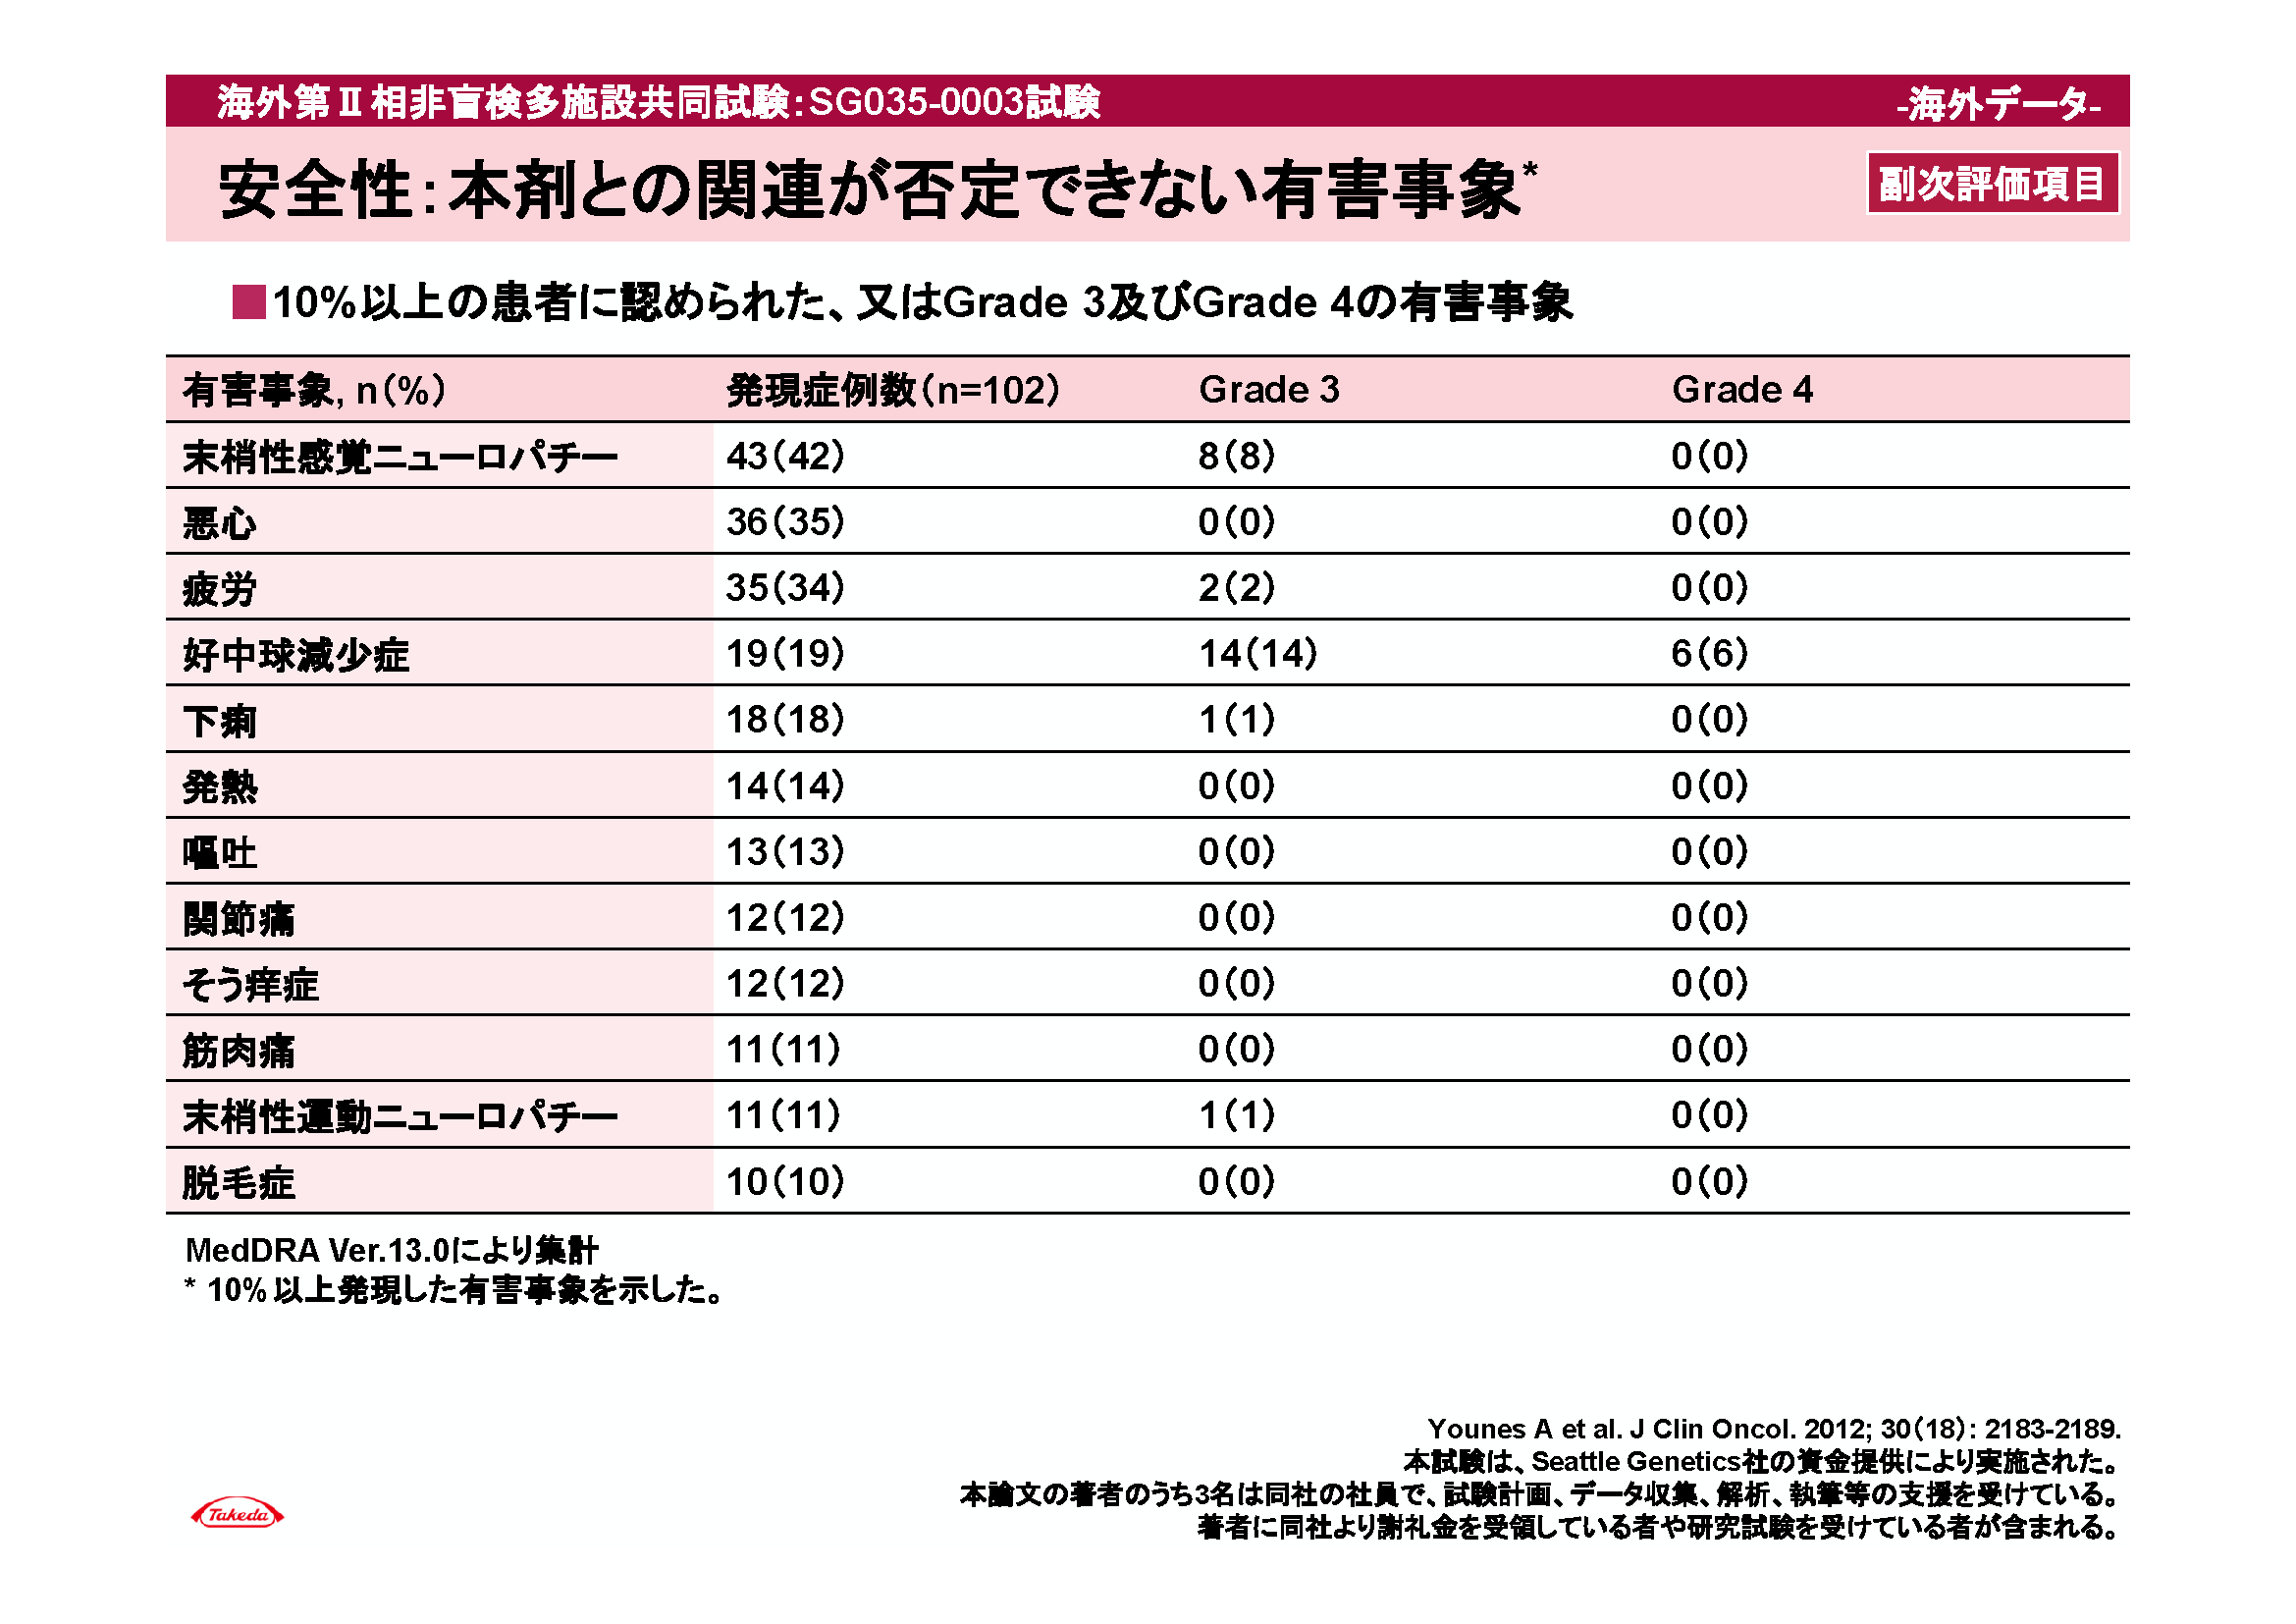 海外第Ⅱ相非盲検多施設共同試験：SG035-0003試験
-海外データ-
安全性：本剤との関連が否定できない有害事象*
副次評価項目
■10%以上の患者に認められた、又はGrade 3及びGrade 4の有害事象
有害事象, n（%） 発現症例数（n=102） Grade 3 Grade 4
末梢性感覚ニューロパチー 43（42） 8（8） 0（0）
悪心 36（35） 0（0） 0（0）
疲労 35（34） 2（2） 0（0）
好中球減少症 19（19） 14（14） 6（6）
下痢 18（18） 1（1） 0（0）
発熱 14（14） 0（0） 0（0）
嘔吐 13（13） 0（0） 0（0）
関節痛 12（12） 0（0） 0（0）
そう痒症 12（12） 0（0） 0（0）
筋肉痛 11（11） 0（0） 0（0）
末梢性運動ニューロパチー 11（11） 1（1） 0（0）
脱毛症 10（10） 0（0） 0（0）
MedDRA Ver.13.0により集計
* 10%以上発現した有害事象を示した。
Younes A et al. J Clin Oncol. 2012; 30（18）: 2183-2189.
本試験は、Seattle Genetics社の資金提供により実施された。
本論文の著者のうち3名は同社の社員で、試験計画、データ収集、解析、執筆等の支援を受けている。
著者に同社より謝礼金を受領している者や研究試験を受けている者が含まれる。
Takeda